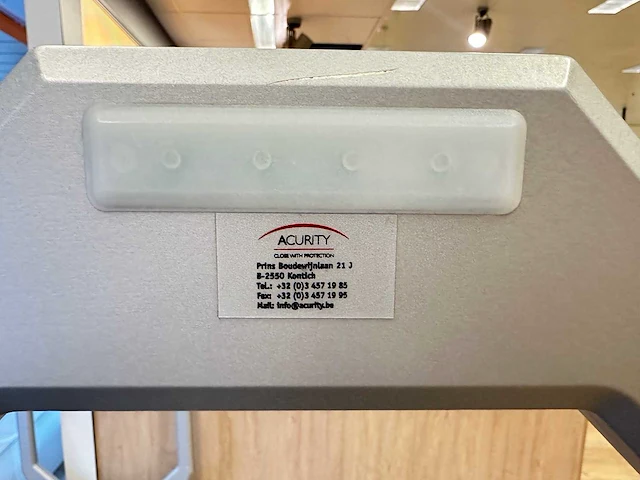 ACURITY
CLOSE WITH PROTECTION
Prins Boudewijnlaan 21 J
B-2550 Kontich
Tel.: +32 (0)3 457 19 85
Fax: +32 (0)3 457 19 95
Mail: info@acurity.be